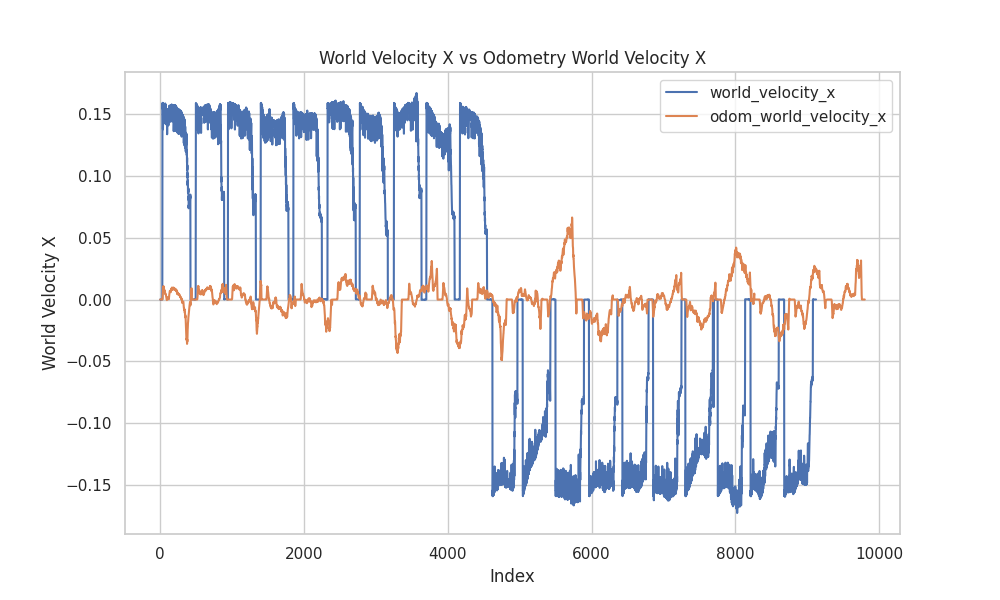 World Velocity X vs Odometry World Velocity X
world_velocity_x
odom_world_velocity_x
World Velocity X
0.15
0.10
0.05
0.00
−0.05
−0.10
−0.15
0
2000
4000
6000
8000
10000
Index